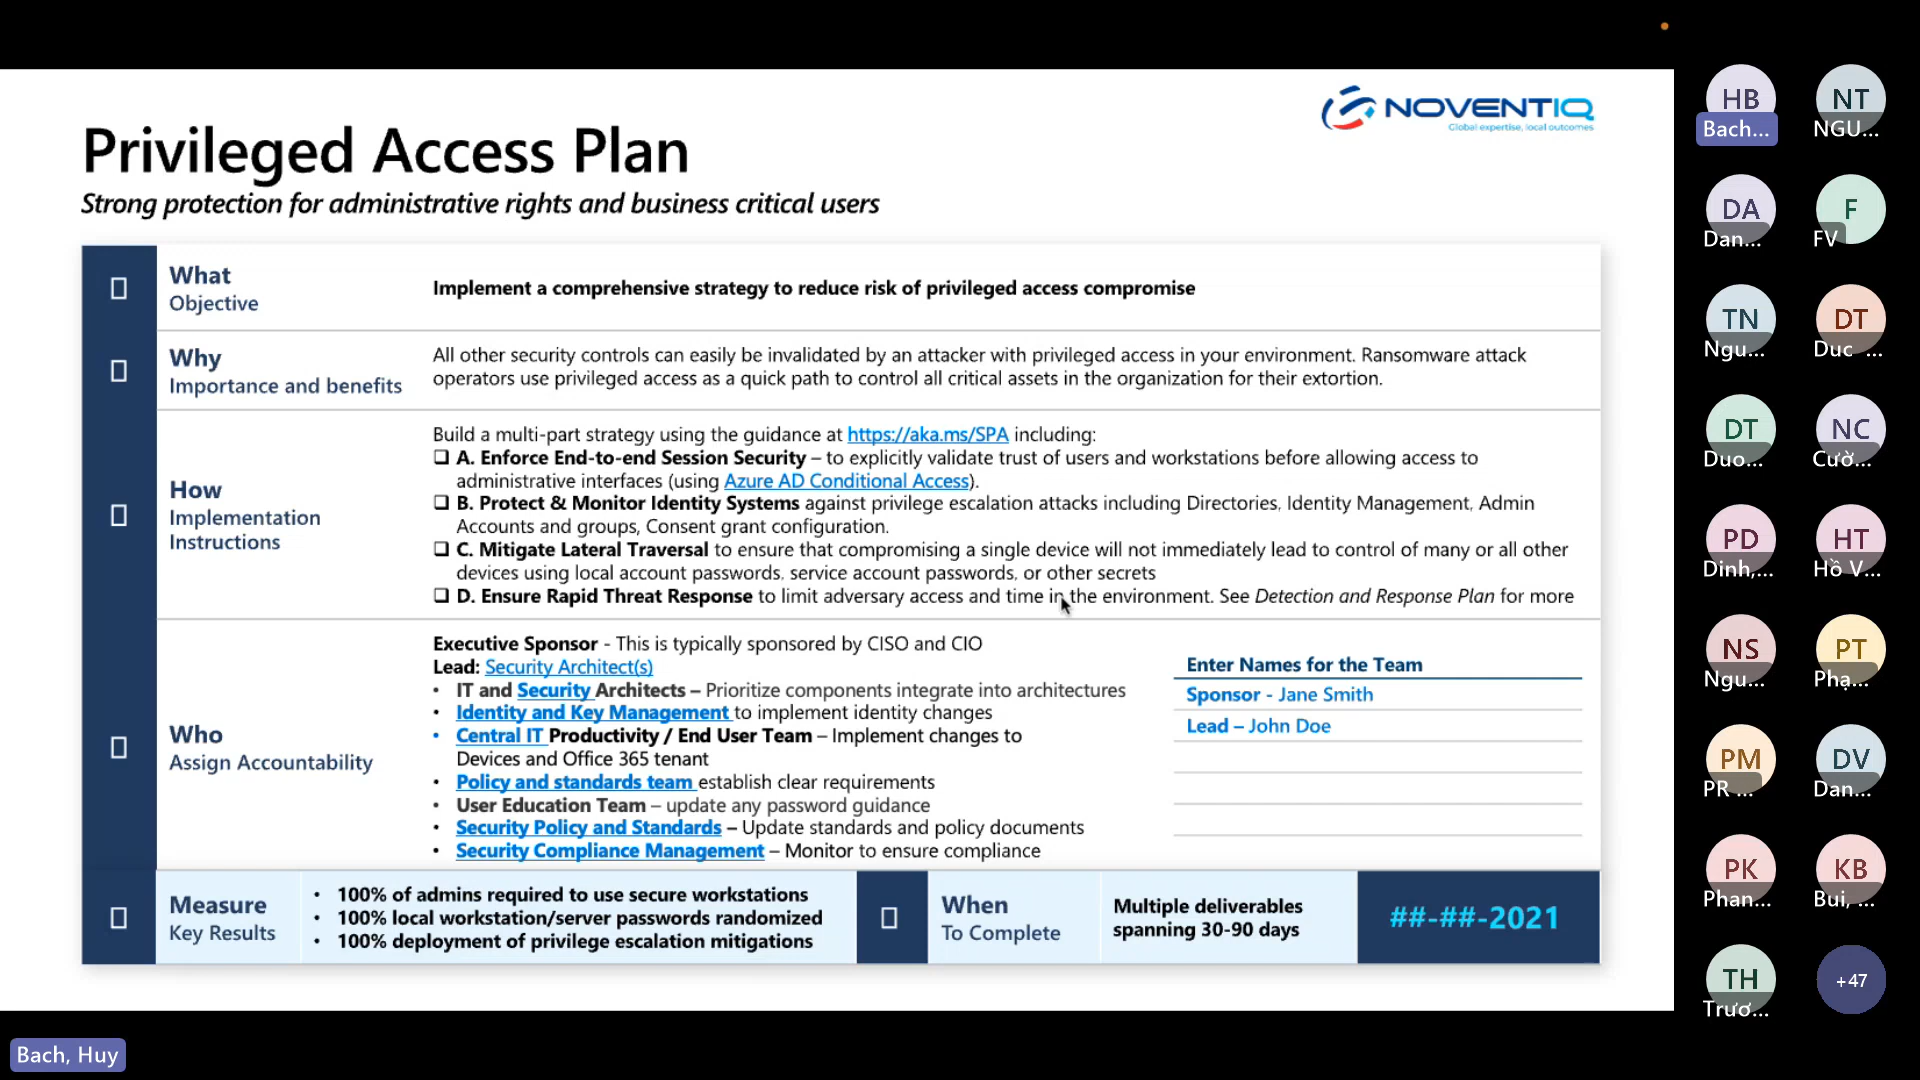 NOVENTIQ
Global expertise, local outcomes
Privileged Access Plan
Strong protection for administrative rights and business critical users
What
Objective
Implement a comprehensive strategy to reduce risk of privileged access compromise
Why
Importance and benefits
All other security controls can easily be invalidated by an attacker with privileged access in your environment. Ransomware attack
operators use privileged access as a quick path to control all critical assets in the organization for their extortion.
How
Implementation
Instructions
Build a multi-part strategy using the guidance at https://aka.ms/SPA including:
❑ A. Enforce End-to-end Session Security – to explicitly validate trust of users and workstations before allowing access to
administrative interfaces (using Azure AD Conditional Access).
❑ B. Protect & Monitor Identity Systems against privilege escalation attacks including Directories, Identity Management, Admin
Accounts and groups, Consent grant configuration.
❑ C. Mitigate Lateral Traversal to ensure that compromising a single device will not immediately lead to control of many or all other
devices using local account passwords, service account passwords, or other secrets
❑ D. Ensure Rapid Threat Response to limit adversary access and time in the environment. See Detection and Response Plan for more
Who
Assign Accountability
Executive Sponsor - This is typically sponsored by CISO and CIO
Lead: Security Architect(s)
• IT and Security Architects – Prioritize components integrate into architectures
• Identity and Key Management to implement identity changes
• Central IT Productivity / End User Team – Implement changes to
Devices and Office 365 tenant
• Policy and standards team establish clear requirements
• User Education Team – update any password guidance
• Security Policy and Standards – Update standards and policy documents
• Security Compliance Management – Monitor to ensure compliance
Enter Names for the Team
Sponsor - Jane Smith
Lead – John Doe
Measure
Key Results
• 100% of admins required to use secure workstations
• 100% local workstation/server passwords randomized
• 100% deployment of privilege escalation mitigations
When
To Complete
Multiple deliverables
spanning 30-90 days
##-##-2021
HB
Bach...
NT
NGU...
DA
Dan...
F
FV
TN
Ngu...
DT
Duc ...
DT
Duo...
NC
Cườ...
PD
Dinh,...
HT
Hồ V...
NS
Ngu...
PT
Phạ...
PM
PR ...
DV
Dan...
PK
Phan...
KB
Bui, ...
TH
Trươ...
+47
Bach, Huy